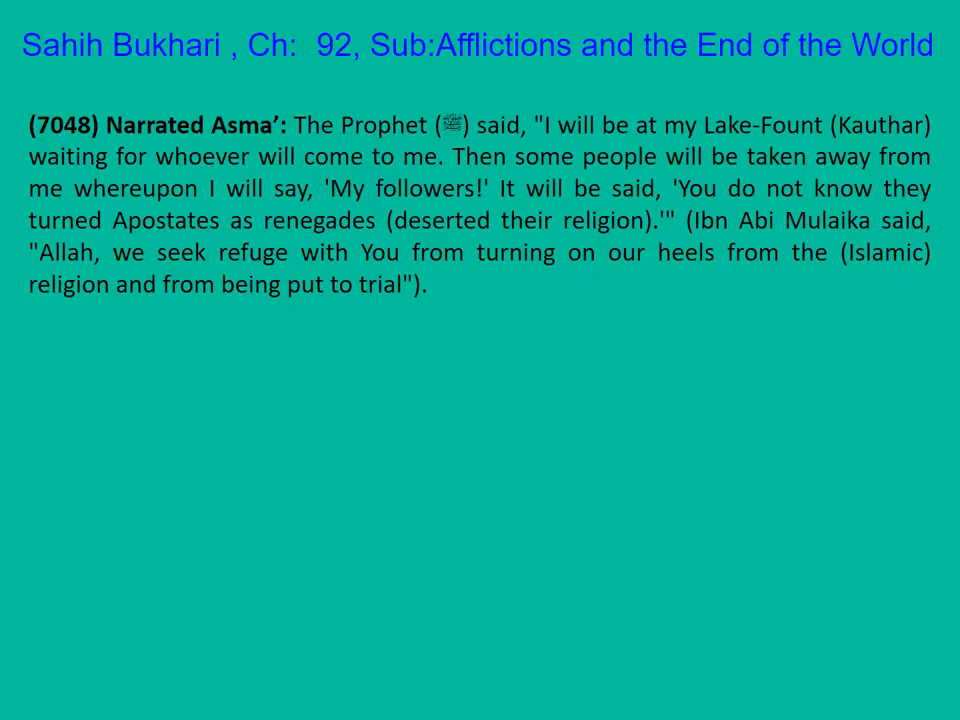 Sahih Bukhari , Ch:  92, Sub:Afflictions and the End of the World
(7048) Narrated Asma’: The Prophet (ﷺ) said, "I will be at my Lake-Fount (Kauthar)
waiting for whoever will come to me. Then some people will be taken away from
me whereupon I will say, 'My followers!' It will be said, 'You do not know they
turned Apostates as renegades (deserted their religion).'" (Ibn Abi Mulaika said,
"Allah, we seek refuge with You from turning on our heels from the (Islamic)
religion and from being put to trial").